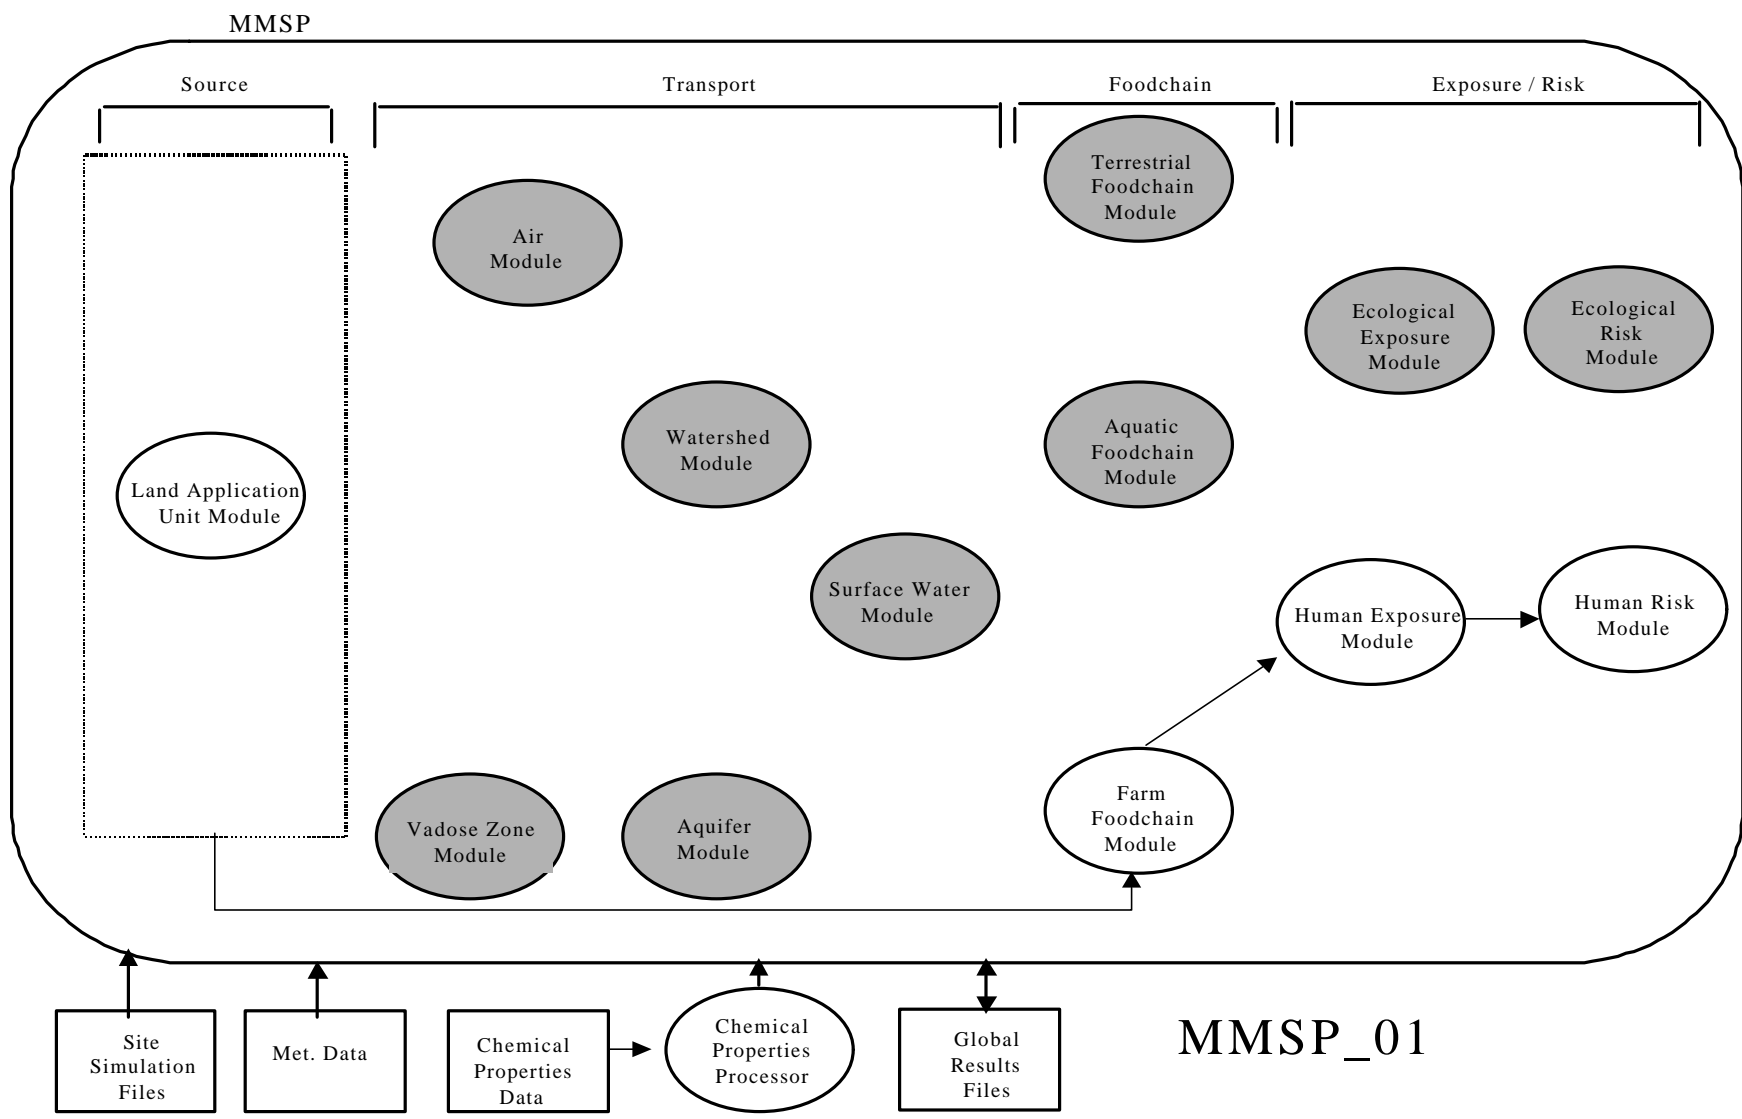 MMSP
Source
Transport
Foodchain
Exposure / Risk
Terrestrial
Foodchain
Module
Air
Module
Ecological
Exposure
Module
Ecological
Risk
Module
Watershed
Module
Aquatic
Foodchain
Module
Land Application
Unit Module
Surface Water
Module
Human Exposure
Module
Human Risk
Module
Farm
Foodchain
Module
Vadose Zone
Module
Aquifer
Module
Site
Simulation
Files
Met. Data
Chemical
Properties
Data
Chemical
Properties
Processor
Global
Results
Files
MMSP_01